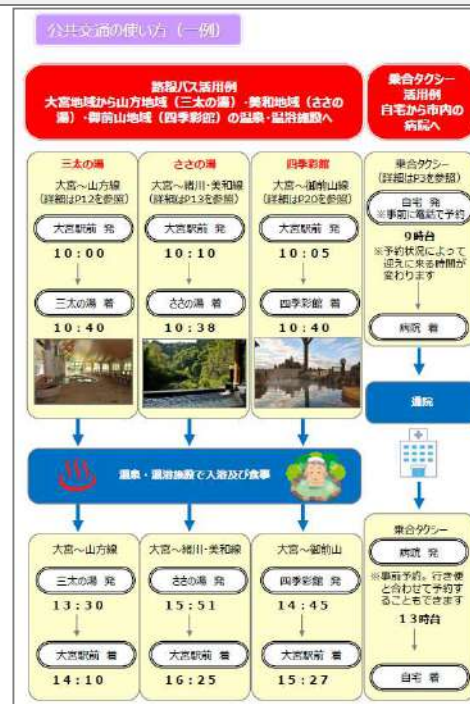 公共交通の使い方（一例）
路線バス活用例
大宮地域から山方地域（三太の湯）・美和地域（ささの
湯）・御前山地域（四季彩館）の温泉・温浴施設へ
乗合タクシー
活用例
自宅から市内の
病院へ
三太の湯
大宮～山方線
（詳細はP12を参照）
大宮駅前 発
10：00
三太の湯 着
10：40
ささの湯
大宮～緒川・美和線
（詳細はP13を参照）
大宮駅前 発
10：10
ささの湯 着
10：38
四季彩館
大宮～御前山線
（詳細はP20を参照）
大宮駅前 発
10：05
四季彩館 着
10：40
乗合タクシー
（詳細はP3を参照）
自宅 発
※事前に電話で予約
9時台
※予約状況によって
迎えに来る時間が
変わります
病院 着
通院
温泉・温浴施設で入浴及び食事
大宮～山方線
三太の湯 発
13：30
大宮駅前 着
14：10
大宮～緒川・美和線
ささの湯 発
15：51
大宮駅前 着
16：25
大宮～御前山
四季彩館 発
14：45
大宮駅前 着
15：27
乗合タクシー
病院 発
※事前予約。行き便
と合わせて予約す
ることもできます
13時台
自宅 着